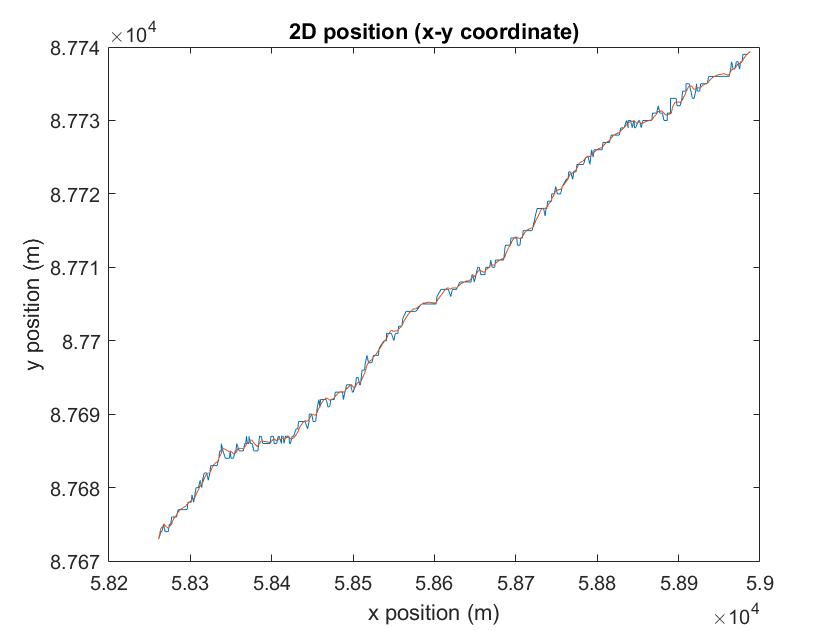 2D position (x-y coordinate)
×10⁴
8.774
8.773
8.772
8.771
8.77
8.769
8.768
8.767
y position (m)
5.82 5.83 5.84 5.85 5.86 5.87 5.88 5.89 5.9
x position (m)
×10⁴